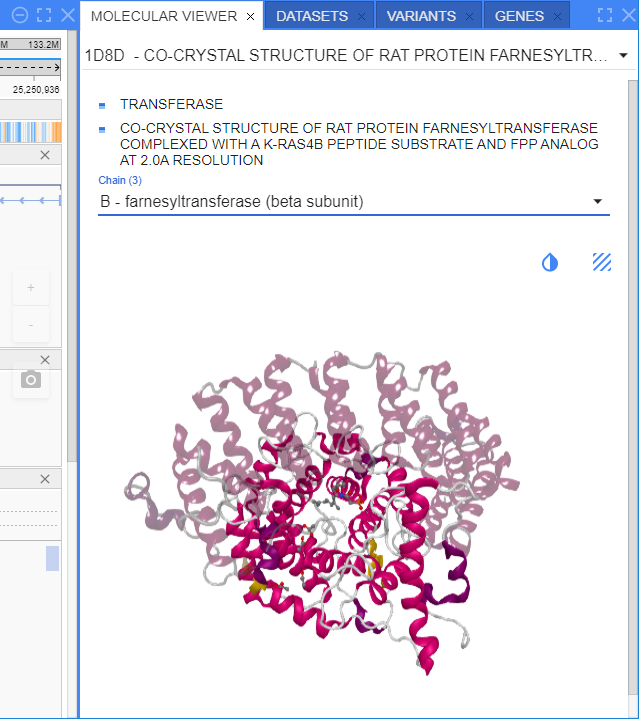 MOLECULAR VIEWER × DATASETS × VARIANTS × GENES ×
M 133.2M
25,250,936
1D8D - CO-CRYSTAL STRUCTURE OF RAT PROTEIN FARNESYLTR...
TRANSFERASE
CO-CRYSTAL STRUCTURE OF RAT PROTEIN FARNESYLTRANSFERASE
COMPLEXED WITH A K-RAS4B PEPTIDE SUBSTRATE AND FPP ANALOG
AT 2.0A RESOLUTION
Chain (3)
B - farnesyltransferase (beta subunit)
+
-